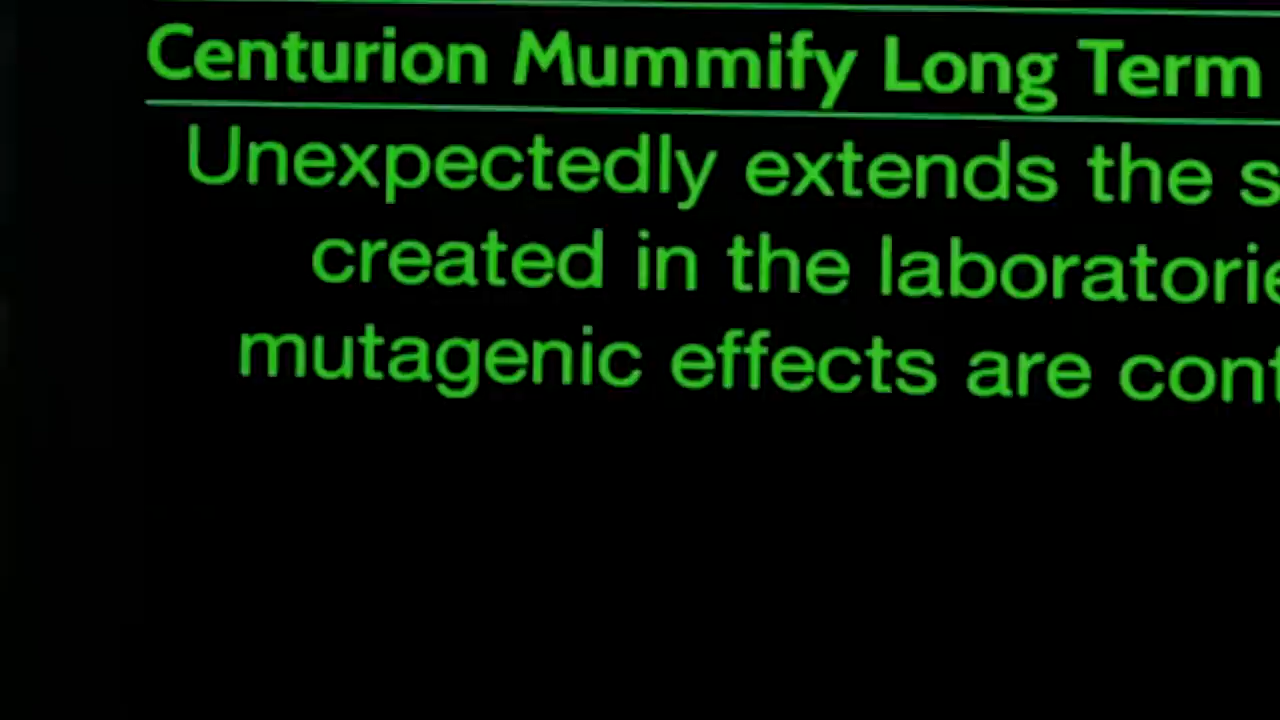 Centurion Mummify Long Term
Unexpectedly extends the s
created in the laboratorie
mutagenic effects are cont